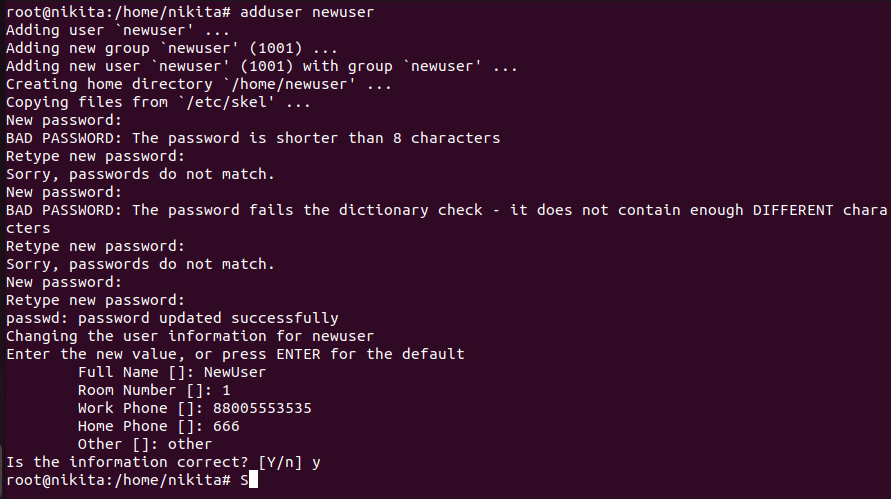 root@nikita:/home/nikita# adduser newuser
Adding user `newuser' ...
Adding new group `newuser' (1001) ...
Adding new user `newuser' (1001) with group `newuser' ...
Creating home directory `/home/newuser' ...
Copying files from `/etc/skel' ...
New password:
BAD PASSWORD: The password is shorter than 8 characters
Retype new password:
Sorry, passwords do not match.
New password:
BAD PASSWORD: The password fails the dictionary check - it does not contain enough DIFFERENT chara
cters
Retype new password:
Sorry, passwords do not match.
New password:
Retype new password:
passwd: password updated successfully
Changing the user information for newuser
Enter the new value, or press ENTER for the default
        Full Name []: NewUser
        Room Number []: 1
        Work Phone []: 88005553535
        Home Phone []: 666
        Other []: other
Is the information correct? [Y/n] y
root@nikita:/home/nikita# S